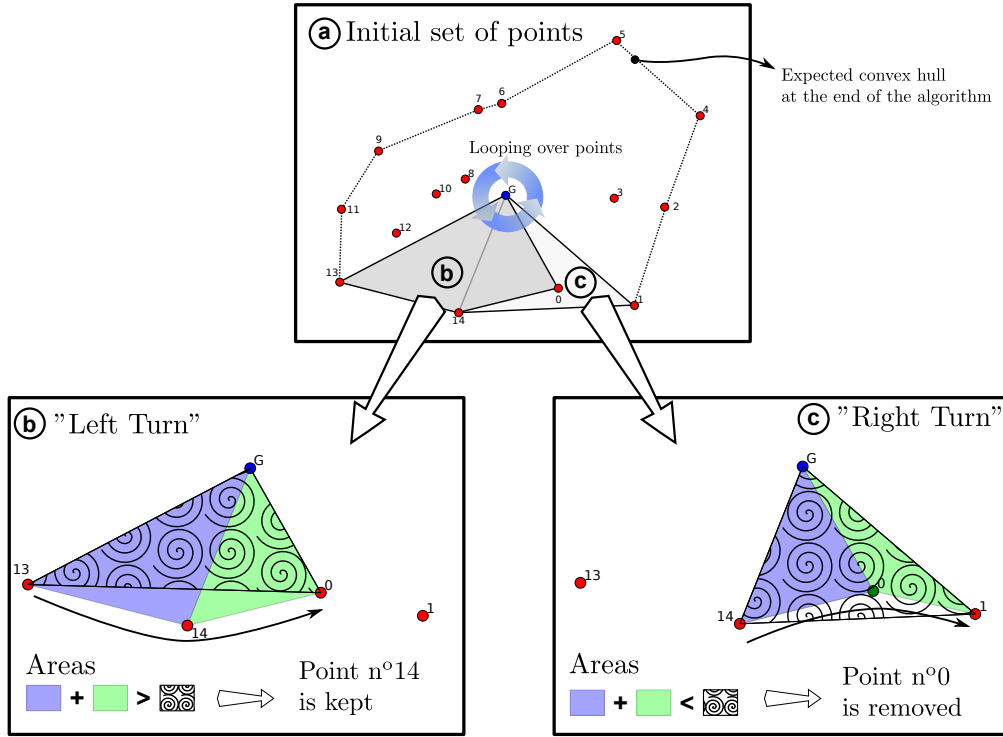 a Initial set of points
5
Expected convex hull
at the end of the algorithm
7 6
4
9
Looping over points
8
G
10
3
11
2
12
13
b
c
0
1
14
b "Left Turn"
G
13
0
1
14
Areas
+ >
Point nº14
is kept
c "Right Turn"
G
13
0
1
14
Areas
+ <
Point nº0
is removed